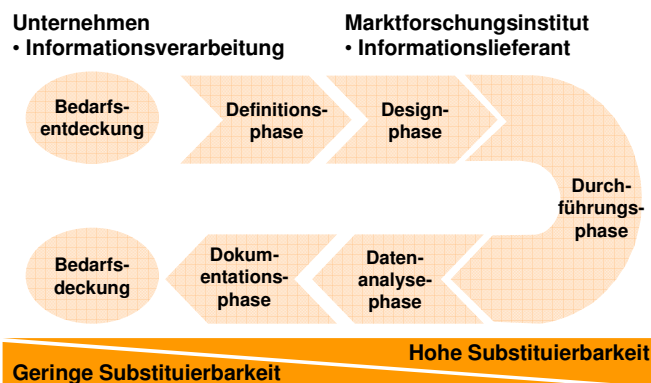 Unternehmen
• Informationsverarbeitung
Marktforschungsinstitut
• Informationslieferant
Bedarfs-
entdeckung
Definitions-
phase
Design-
phase
Durch-
führungs-
phase
Daten-
analyse-
phase
Dokum-
entations-
phase
Bedarfs-
deckung
Hohe Substituierbarkeit
Geringe Substituierbarkeit